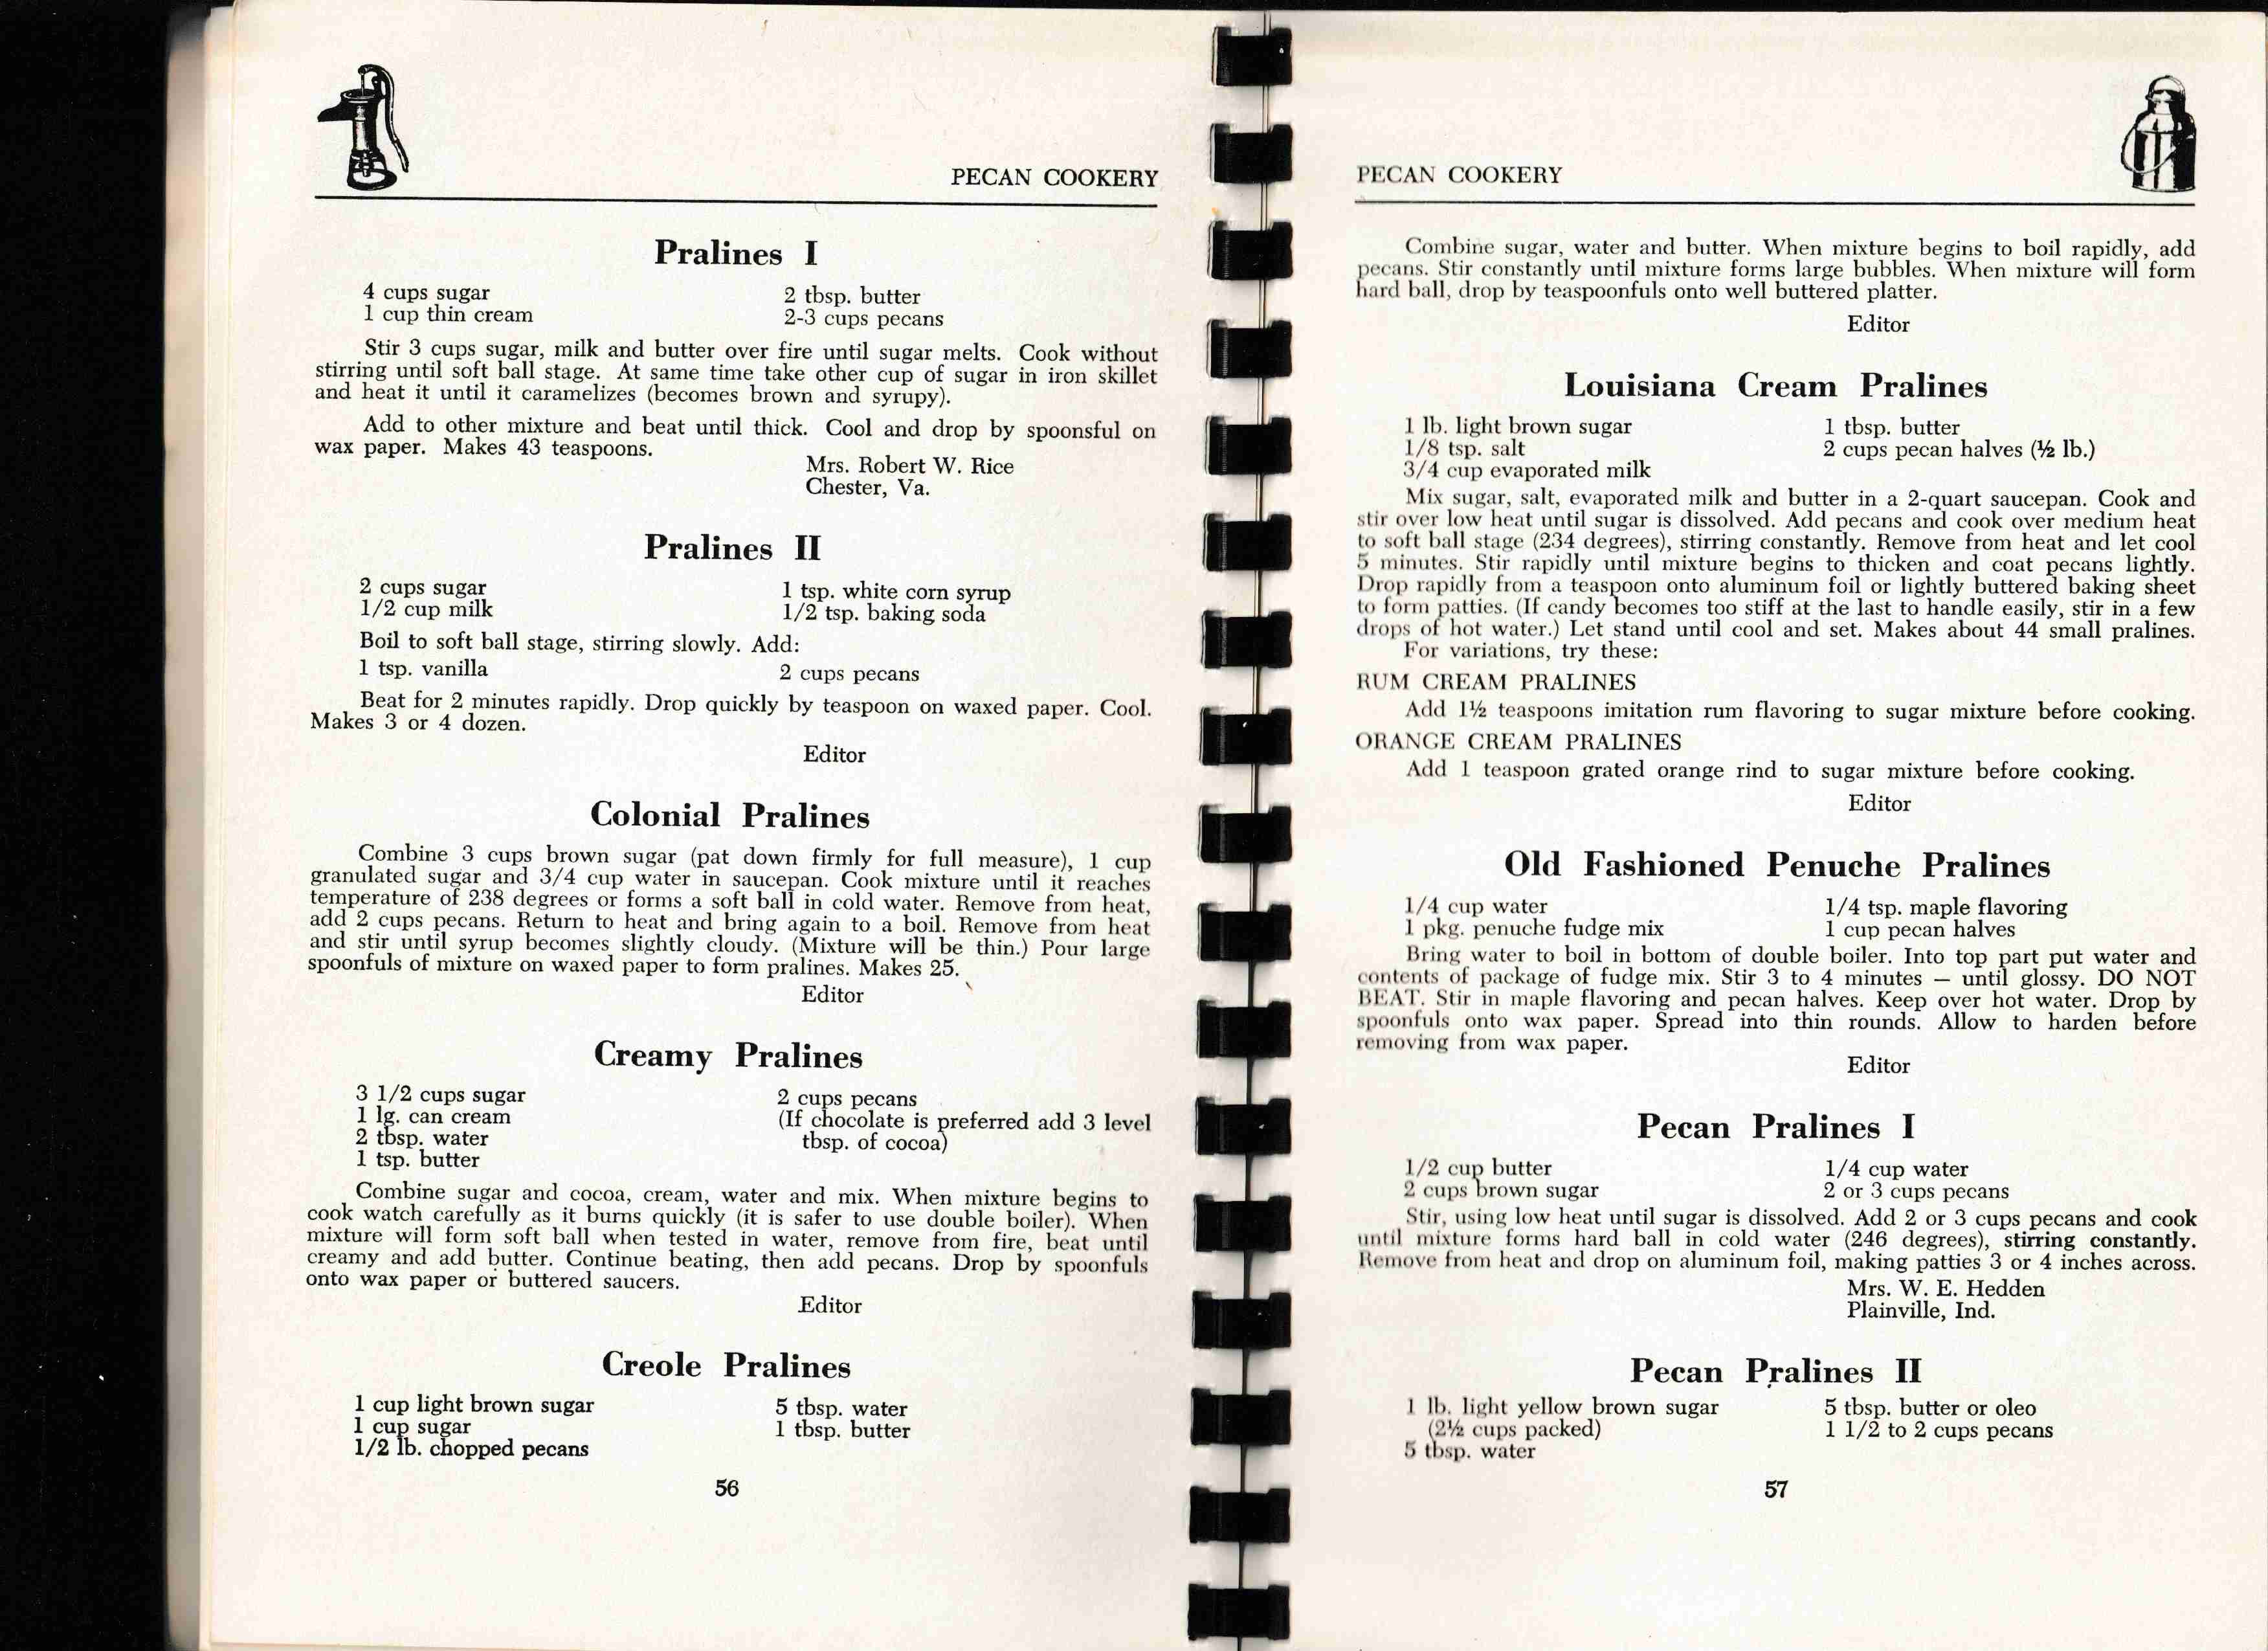 PECAN COOKERY
Pralines I
4 cups sugar
1 cup thin cream
2 tbsp. butter
2-3 cups pecans
Stir 3 cups sugar, milk and butter over fire until sugar melts. Cook without
stirring until soft ball stage. At same time take other cup of sugar in iron skillet
and heat it until it caramelizes (becomes brown and syrupy).
Add to other mixture and beat until thick. Cool and drop by spoonsful on
wax paper. Makes 43 teaspoons.
Mrs. Robert W. Rice
Chester, Va.
Pralines II
2 cups sugar
1/2 cup milk
1 tsp. white corn syrup
1/2 tsp. baking soda
Boil to soft ball stage, stirring slowly. Add:
1 tsp. vanilla
2 cups pecans
Beat for 2 minutes rapidly. Drop quickly by teaspoon on waxed paper. Cool.
Makes 3 or 4 dozen.
Editor
Colonial Pralines
Combine 3 cups brown sugar (pat down firmly for full measure), 1 cup
granulated sugar and 3/4 cup water in saucepan. Cook mixture until it reaches
temperature of 238 degrees or forms a soft ball in cold water. Remove from heat,
add 2 cups pecans. Return to heat and bring again to a boil. Remove from heat
and stir until syrup becomes slightly cloudy. (Mixture will be thin.) Pour large
spoonfuls of mixture on waxed paper to form pralines. Makes 25.
Editor
Creamy Pralines
3 1/2 cups sugar
1 lg. can cream
2 tbsp. water
1 tsp. butter
2 cups pecans
(If chocolate is preferred add 3 level
tbsp. of cocoa)
Combine sugar and cocoa, cream, water and mix. When mixture begins to
cook watch carefully as it burns quickly (it is safer to use double boiler). When
mixture will form soft ball when tested in water, remove from fire, beat until
creamy and add butter. Continue beating, then add pecans. Drop by spoonfuls
onto wax paper or buttered saucers.
Editor
Creole Pralines
1 cup light brown sugar
1 cup sugar
1/2 lb. chopped pecans
5 tbsp. water
1 tbsp. butter
56
PECAN COOKERY
Combine sugar, water and butter. When mixture begins to boil rapidly, add
pecans. Stir constantly until mixture forms large bubbles. When mixture will form
hard ball, drop by teaspoonfuls onto well buttered platter.
Editor
Louisiana Cream Pralines
1 lb. light brown sugar
1/8 tsp. salt
3/4 cup evaporated milk
1 tbsp. butter
2 cups pecan halves (½ lb.)
Mix sugar, salt, evaporated milk and butter in a 2-quart saucepan. Cook and
stir over low heat until sugar is dissolved. Add pecans and cook over medium heat
to soft ball stage (234 degrees), stirring constantly. Remove from heat and let cool
5 minutes. Stir rapidly until mixture begins to thicken and coat pecans lightly.
Drop rapidly from a teaspoon onto aluminum foil or lightly buttered baking sheet
to form patties. (If candy becomes too stiff at the last to handle easily, stir in a few
drops of hot water.) Let stand until cool and set. Makes about 44 small pralines.
For variations, try these:
RUM CREAM PRALINES
Add 1½ teaspoons imitation rum flavoring to sugar mixture before cooking.
ORANGE CREAM PRALINES
Add 1 teaspoon grated orange rind to sugar mixture before cooking.
Editor
Old Fashioned Penuche Pralines
1/4 cup water
1 pkg. penuche fudge mix
1/4 tsp. maple flavoring
1 cup pecan halves
Bring water to boil in bottom of double boiler. Into top part put water and
contents of package of fudge mix. Stir 3 to 4 minutes — until glossy. DO NOT
BEAT. Stir in maple flavoring and pecan halves. Keep over hot water. Drop by
spoonfuls onto wax paper. Spread into thin rounds. Allow to harden before
removing from wax paper.
Editor
Pecan Pralines I
1/2 cup butter
2 cups brown sugar
1/4 cup water
2 or 3 cups pecans
Stir, using low heat until sugar is dissolved. Add 2 or 3 cups pecans and cook
until mixture forms hard ball in cold water (246 degrees), stirring constantly.
Remove from heat and drop on aluminum foil, making patties 3 or 4 inches across.
Mrs. W. E. Hedden
Plainville, Ind.
Pecan Pralines II
1 lb. light yellow brown sugar
(2½ cups packed)
5 tbsp. water
5 tbsp. butter or oleo
1 1/2 to 2 cups pecans
57